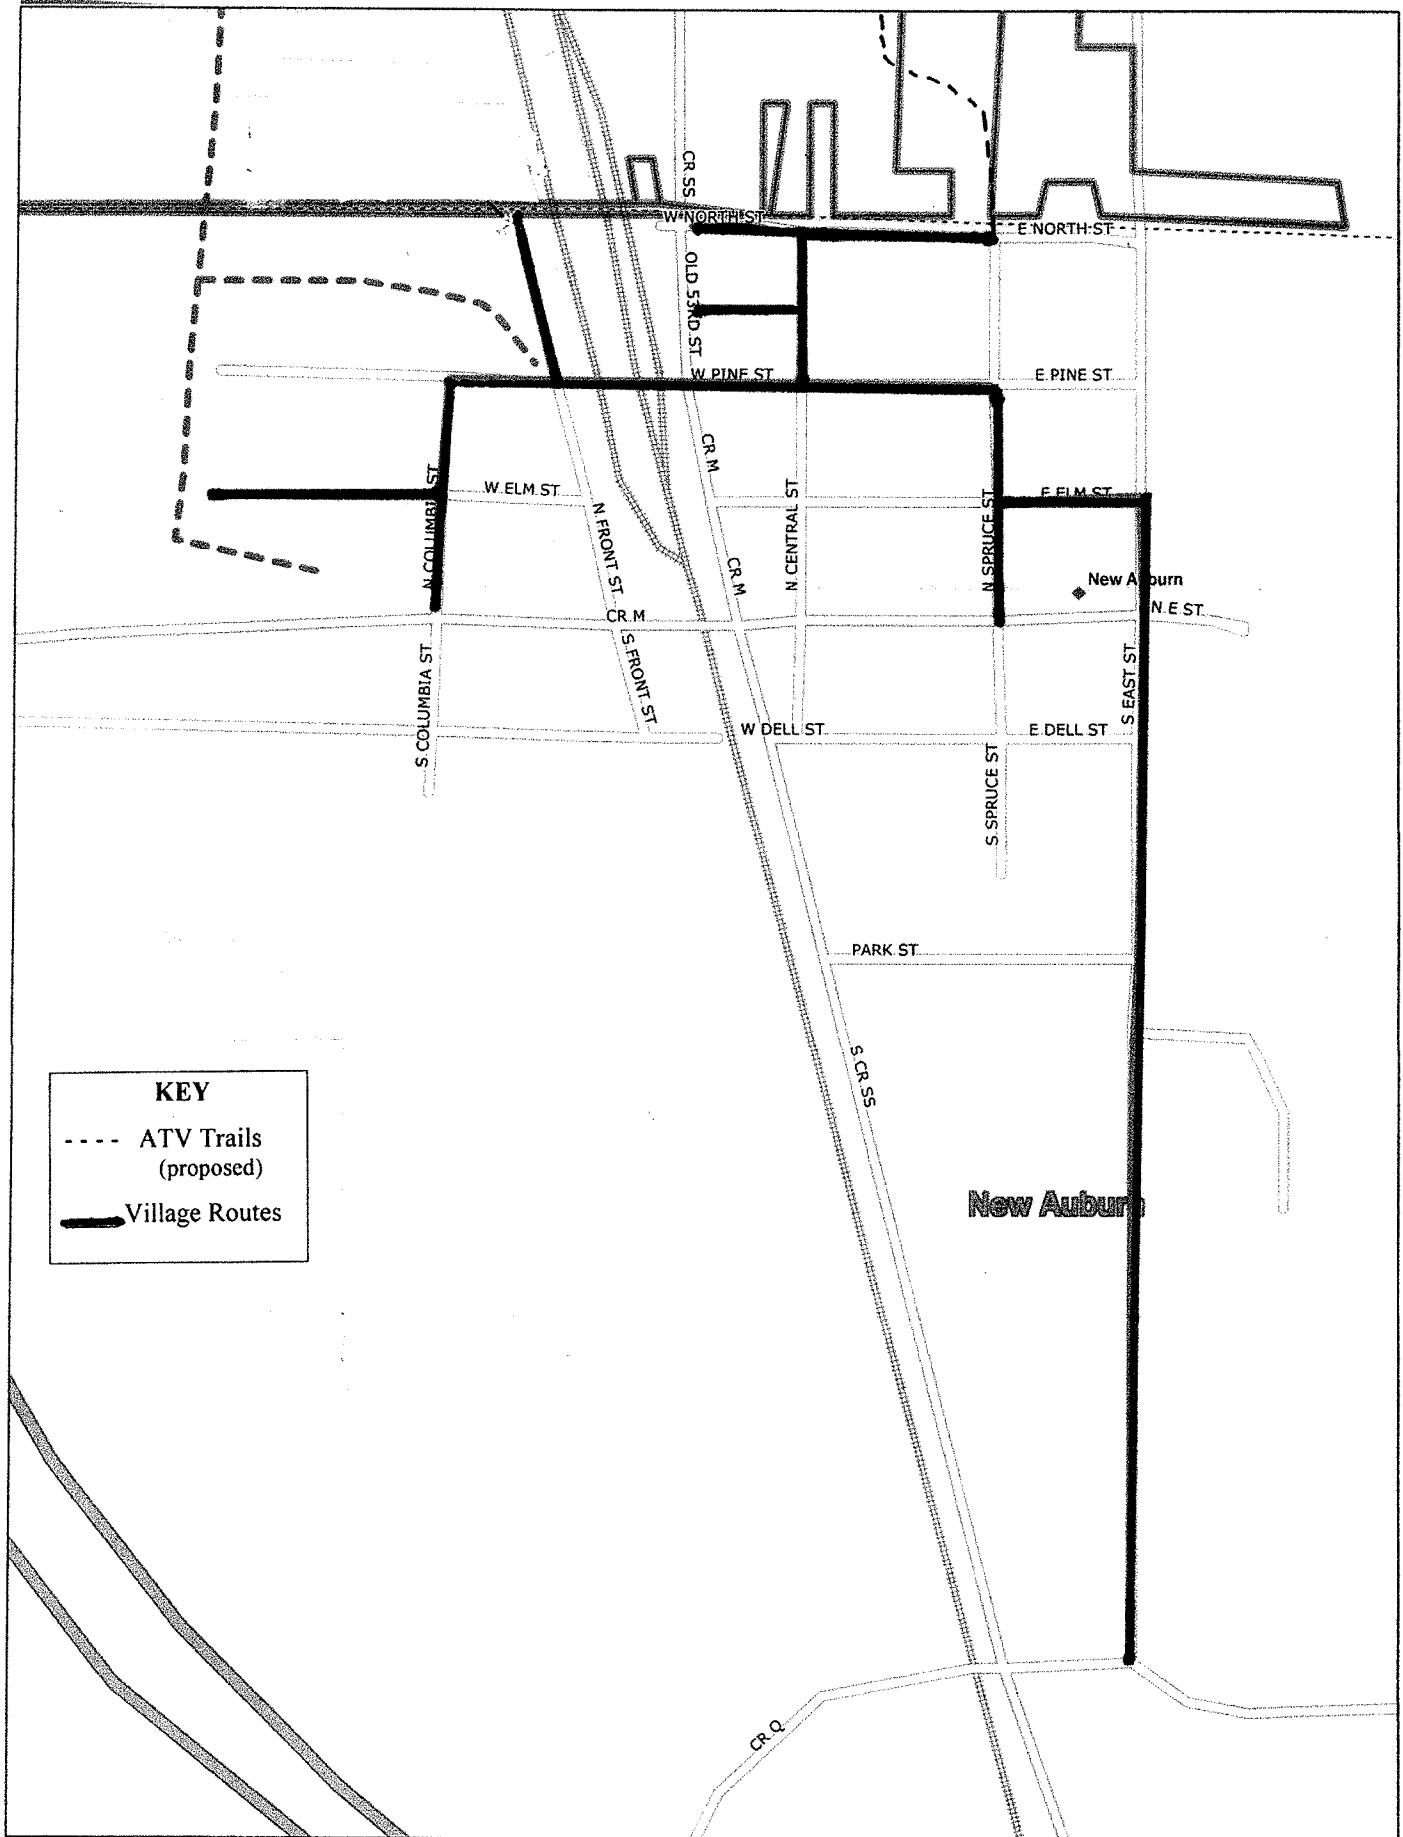 CR SS
W NORTH ST
E NORTH ST
OLD 53RD ST
W PINE ST
E PINE ST
CR M
N COLUMBIA ST
W ELM ST
E ELM ST
N CENTRAL ST
N SPRUCE ST
N FRONT ST
CR M
New Auburn
N E ST
CR M
S FRONT ST
S COLUMBIA ST
S EAST ST
W DELL ST
E DELL ST
S SPRUCE ST
PARK ST
S CR SS
KEY
ATV Trails
(proposed)
Village Routes
New Auburn
CR Q